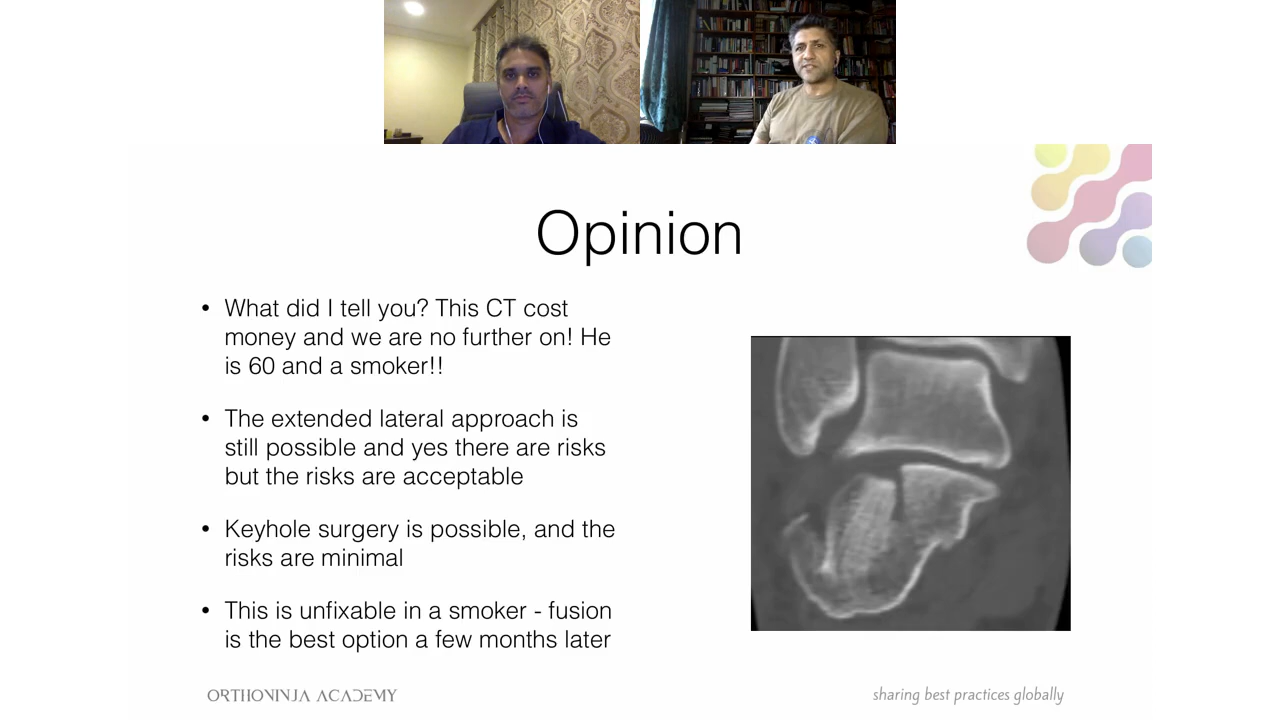 Opinion
• What did I tell you? This CT cost
money and we are no further on! He
is 60 and a smoker!!
• The extended lateral approach is
still possible and yes there are risks
but the risks are acceptable
• Keyhole surgery is possible, and the
risks are minimal
• This is unfixable in a smoker - fusion
is the best option a few months later
ORTHONINJA ACADEMY
sharing best practices globally